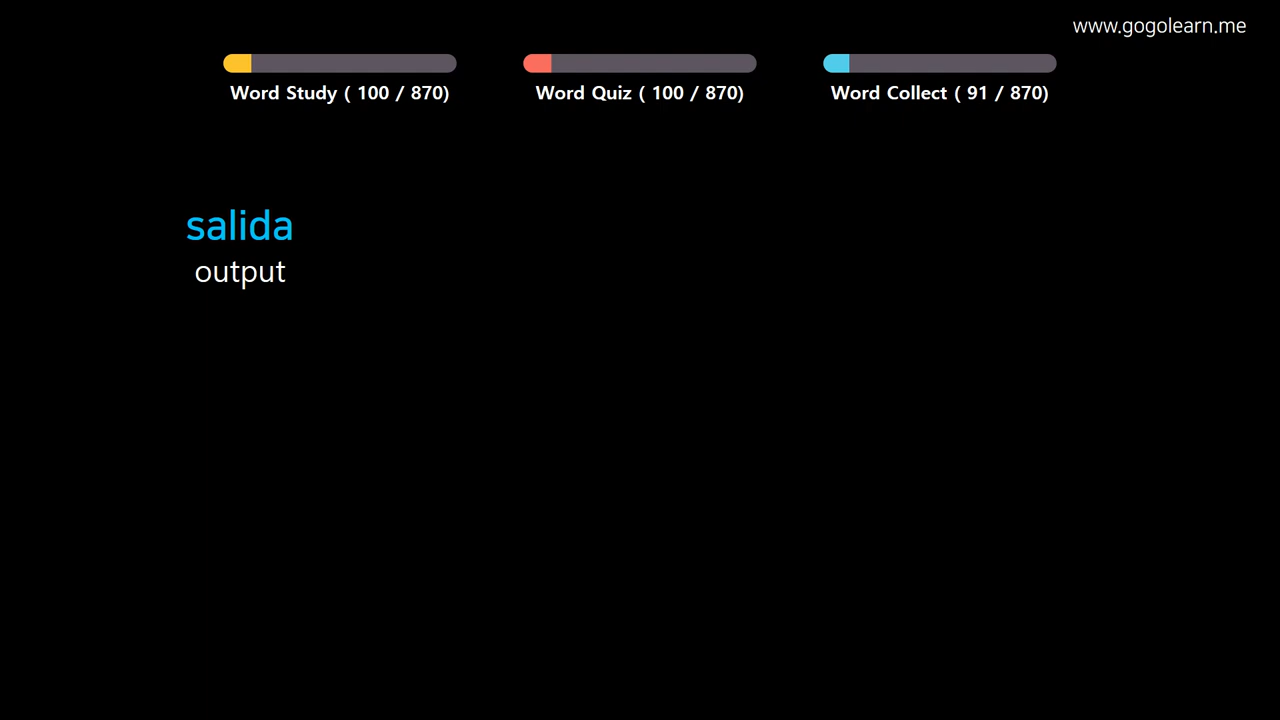 www.gogolearn.me
Word Study ( 100 / 870)
Word Quiz ( 100 / 870)
Word Collect ( 91 / 870)
salida
output